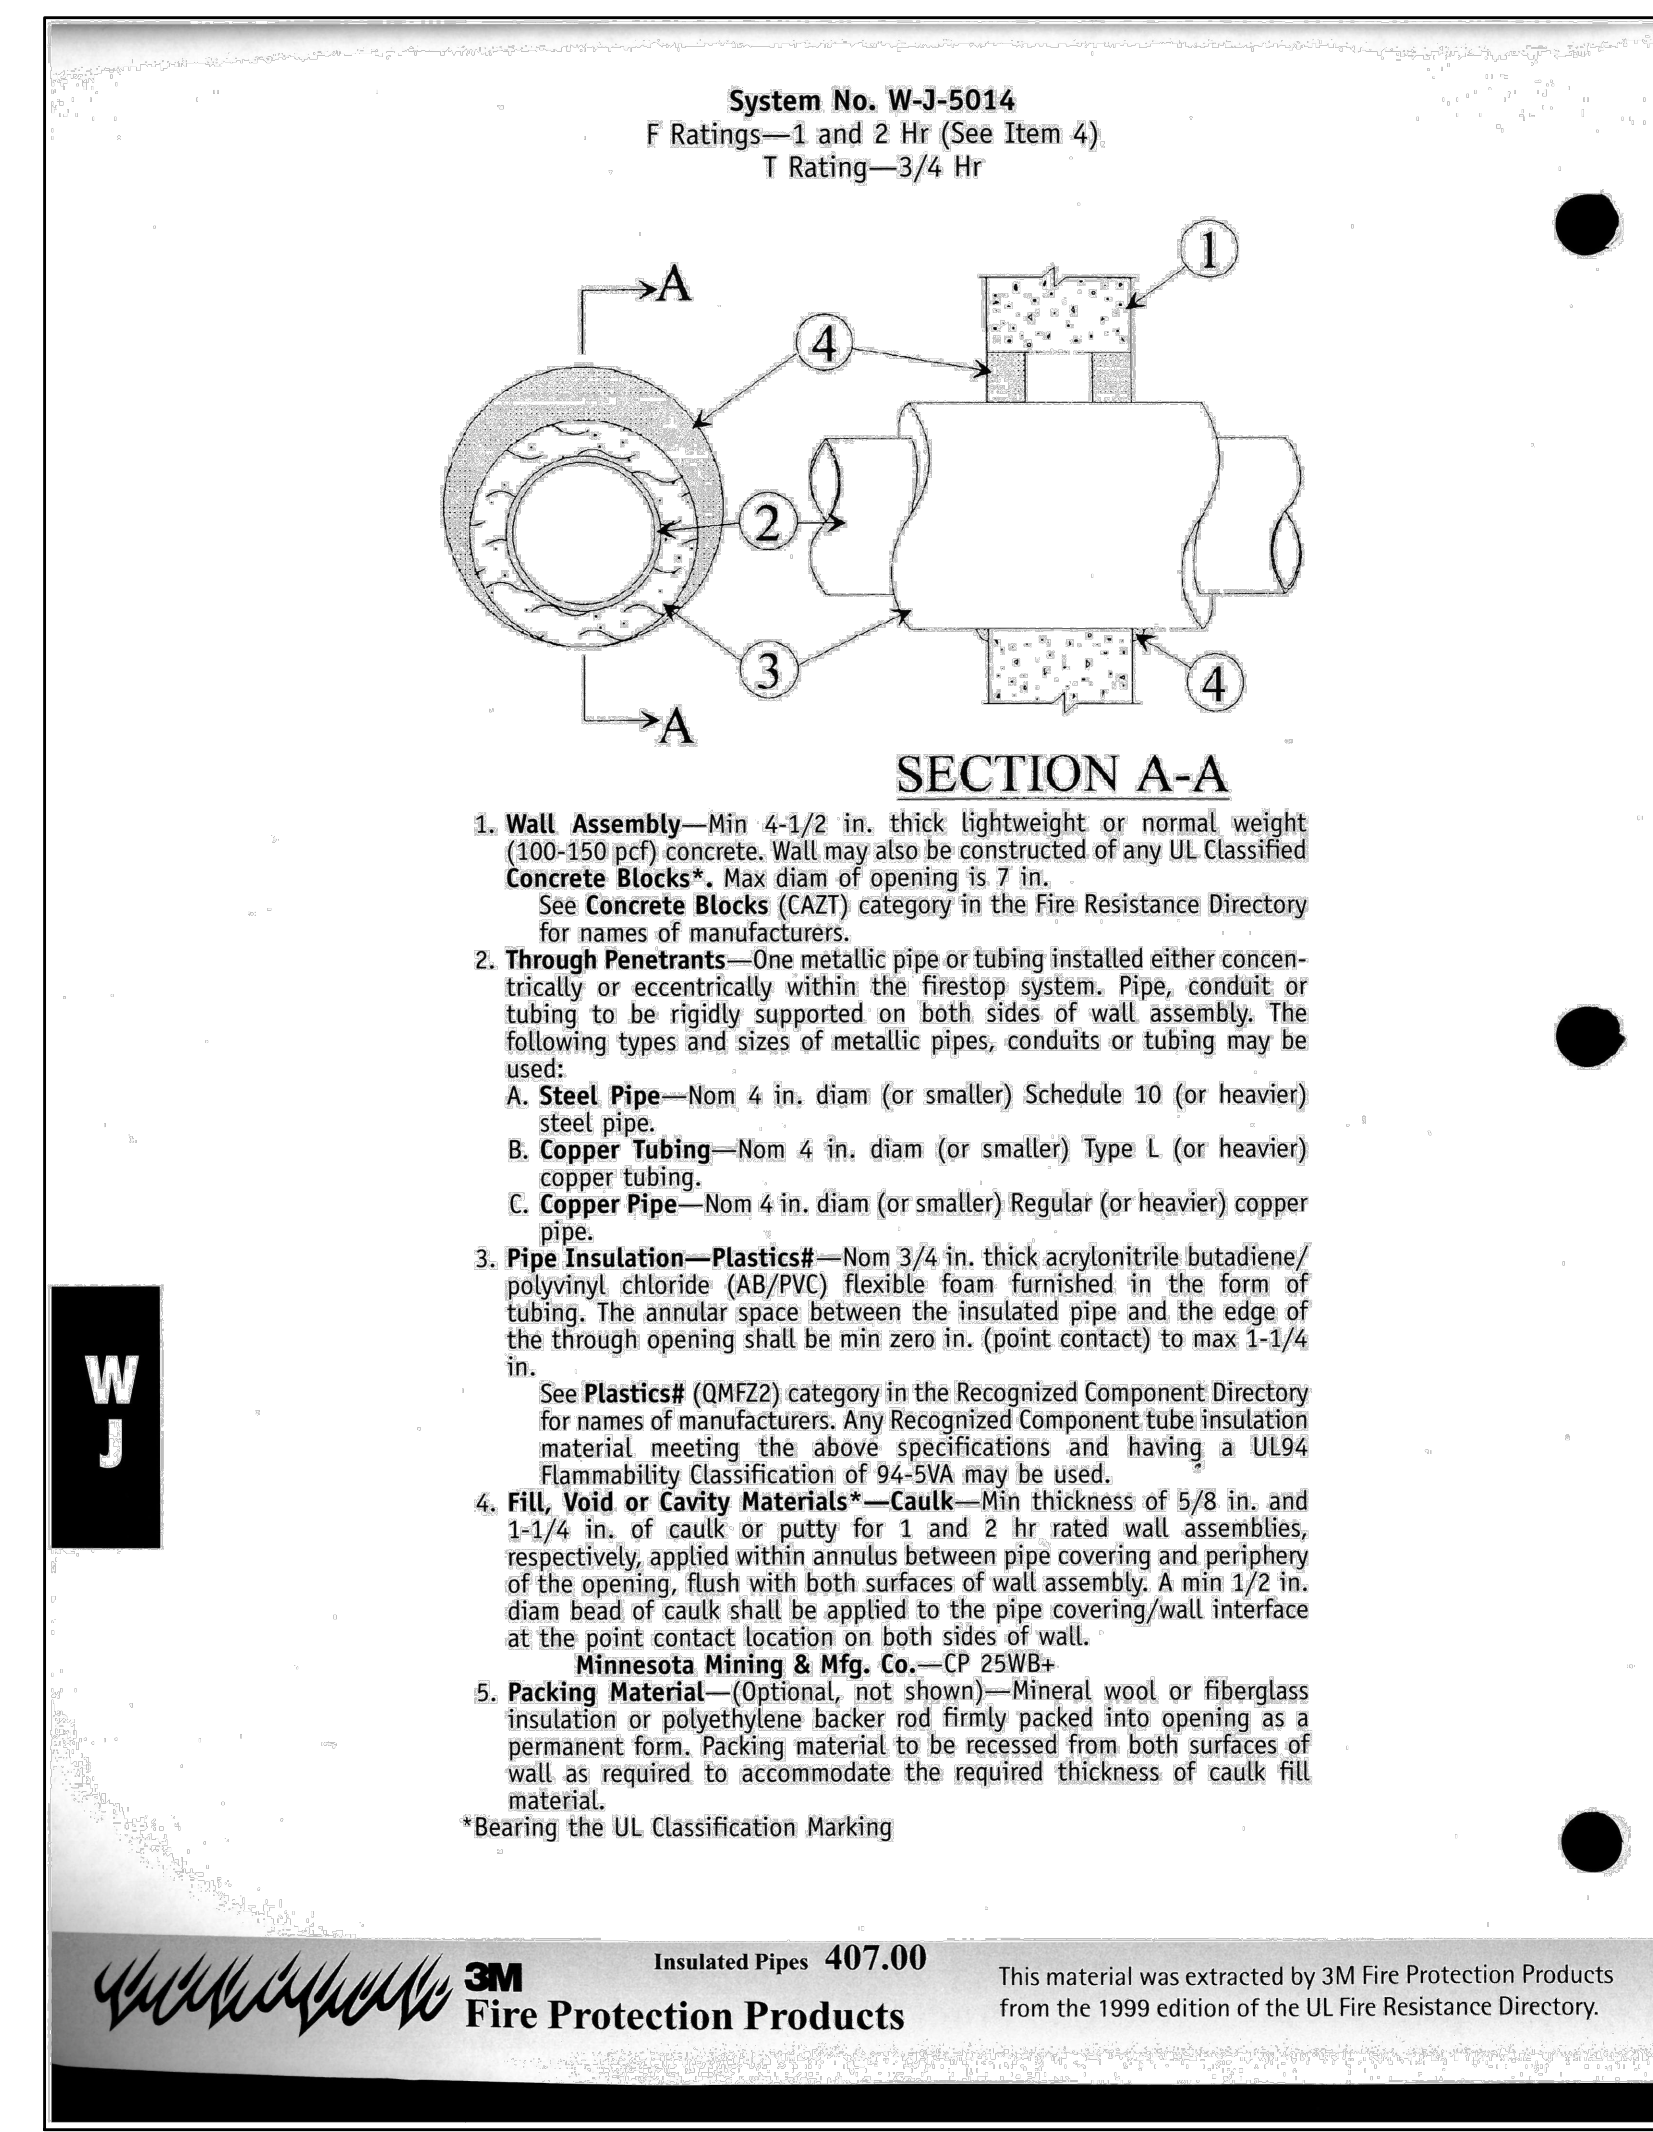 System No. W-J-5014
F Ratings—1 and 2 Hr (See Item 4)
T Rating—3/4 Hr
1
A
4
2
3
4
A
SECTION A-A
1. Wall Assembly—Min 4-1/2 in. thick lightweight or normal weight
(100-150 pcf) concrete. Wall may also be constructed of any UL Classified
Concrete Blocks*. Max diam of opening is 7 in.
See Concrete Blocks (CAZT) category in the Fire Resistance Directory
for names of manufacturers.
2. Through Penetrants—One metallic pipe or tubing installed either concen-
trically or eccentrically within the firestop system. Pipe, conduit or
tubing to be rigidly supported on both sides of wall assembly. The
following types and sizes of metallic pipes, conduits or tubing may be
used:
A. Steel Pipe—Nom 4 in. diam (or smaller) Schedule 10 (or heavier)
steel pipe.
B. Copper Tubing—Nom 4 in. diam (or smaller) Type L (or heavier)
copper tubing.
C. Copper Pipe—Nom 4 in. diam (or smaller) Regular (or heavier) copper
pipe.
3. Pipe Insulation—Plastics#—Nom 3/4 in. thick acrylonitrile butadiene/
polyvinyl chloride (AB/PVC) flexible foam furnished in the form of
tubing. The annular space between the insulated pipe and the edge of
the through opening shall be min zero in. (point contact) to max 1-1/4
in.
See Plastics# (QMFZ2) category in the Recognized Component Directory
for names of manufacturers. Any Recognized Component tube insulation
material meeting the above specifications and having a UL94
Flammability Classification of 94-5VA may be used.
4. Fill, Void or Cavity Materials*—Caulk—Min thickness of 5/8 in. and
1-1/4 in. of caulk or putty for 1 and 2 hr rated wall assemblies,
respectively, applied within annulus between pipe covering and periphery
of the opening, flush with both surfaces of wall assembly. A min 1/2 in.
diam bead of caulk shall be applied to the pipe covering/wall interface
at the point contact location on both sides of wall.
Minnesota Mining & Mfg. Co.—CP 25WB+
5. Packing Material—(Optional, not shown)—Mineral wool or fiberglass
insulation or polyethylene backer rod firmly packed into opening as a
permanent form. Packing material to be recessed from both surfaces of
wall as required to accommodate the required thickness of caulk fill
material.
*Bearing the UL Classification Marking
W
J
Insulated Pipes 407.00
3M
Fire Protection Products
This material was extracted by 3M Fire Protection Products
from the 1999 edition of the UL Fire Resistance Directory.